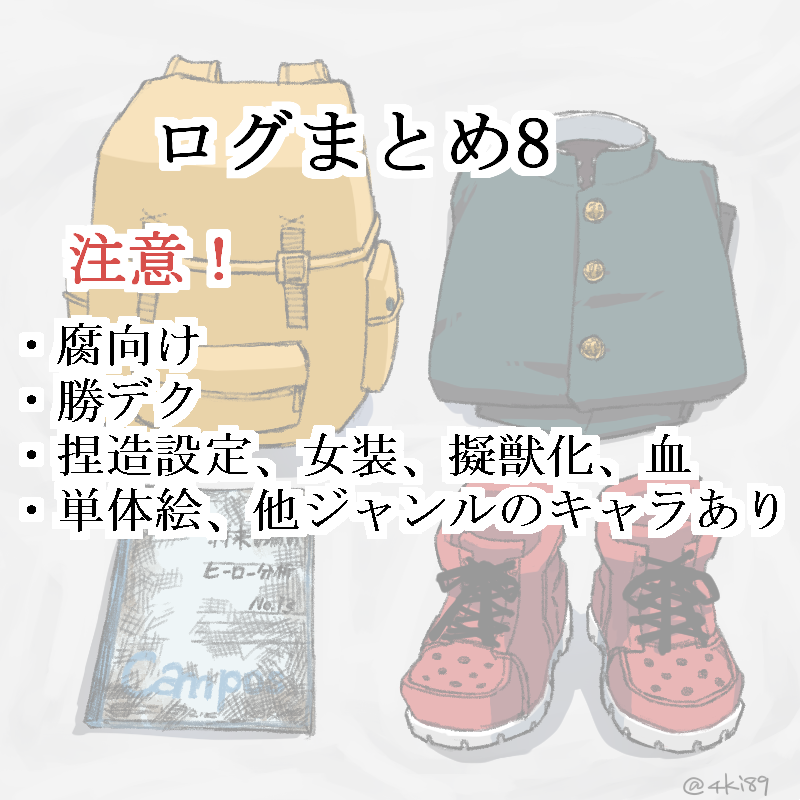 ログまとめ8
注意！
・腐向け
・勝デク
・捏造設定、女装、擬獣化、血
・単体絵、他ジャンルのキャラあり
ヒーロー分析
No.13
Campus
@4ki89